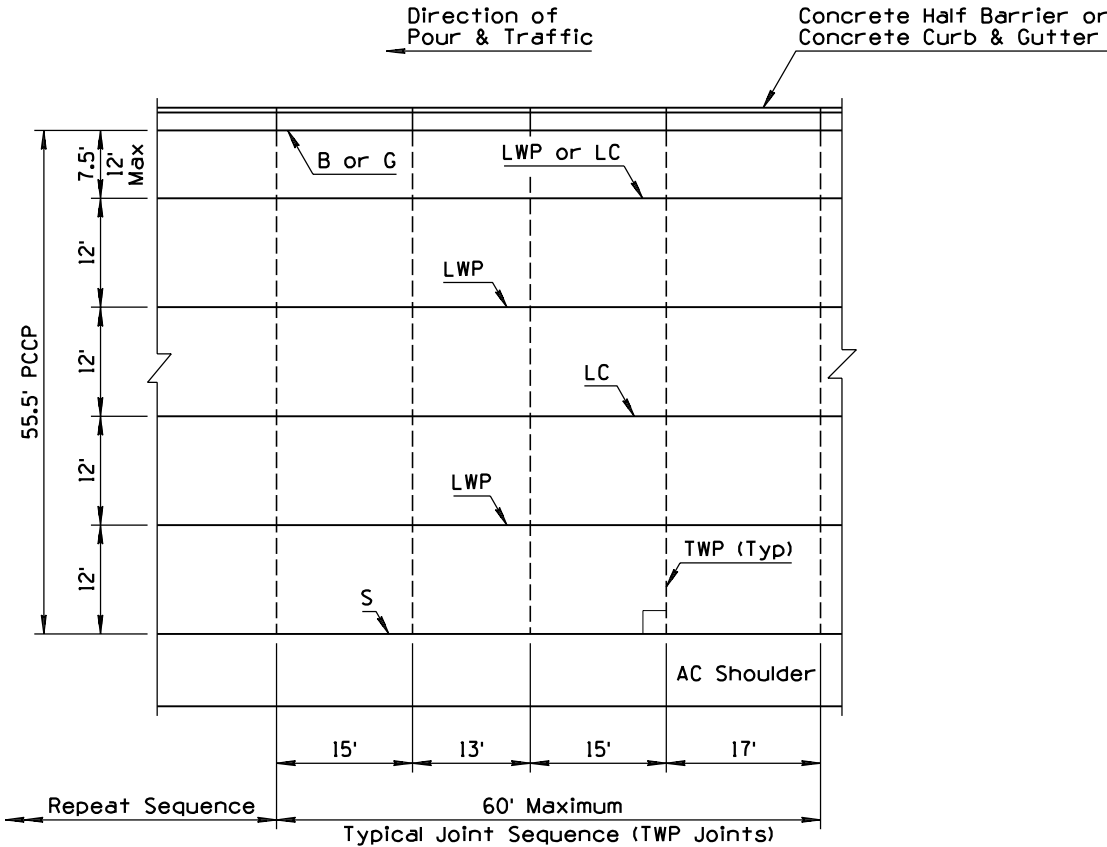 Direction of
Pour & Traffic
Concrete Half Barrier or
Concrete Curb & Gutter
7.5'
12'
Max
B or G
LWP or LC
12'
LWP
12'
55.5' PCCP
LC
12'
LWP
12'
TWP (Typ)
S
AC Shoulder
15'
13'
15'
17'
Repeat Sequence
60' Maximum
Typical Joint Sequence (TWP Joints)